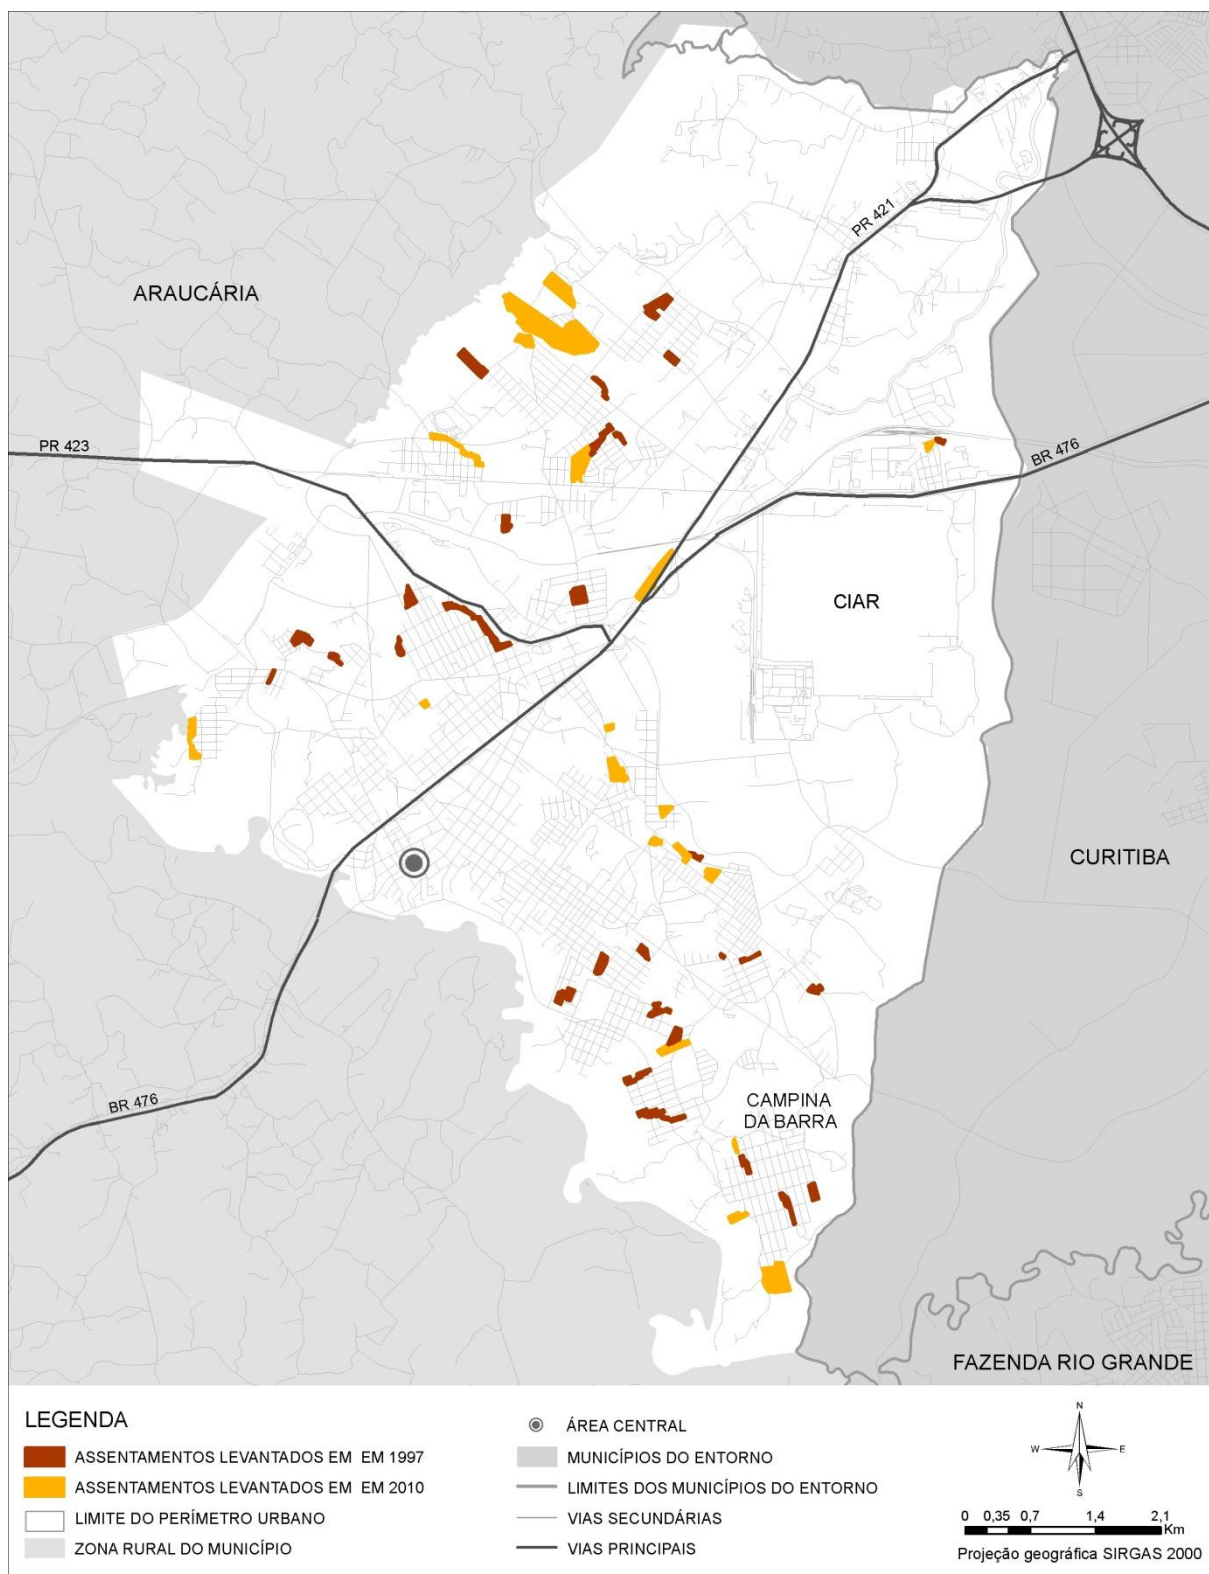 PR 421
ARAUCÁRIA
PR 423
BR 476
CIAR
CURITIBA
BR 476
CAMPINA
DA BARRA
FAZENDA RIO GRANDE
LEGENDA
ASSENTAMENTOS LEVANTADOS EM EM 1997
ASSENTAMENTOS LEVANTADOS EM EM 2010
LIMITE DO PERÍMETRO URBANO
ZONA RURAL DO MUNICÍPIO
ÁREA CENTRAL
MUNICÍPIOS DO ENTORNO
LIMITES DOS MUNICÍPIOS DO ENTORNO
VIAS SECUNDÁRIAS
VIAS PRINCIPAIS
N
W E
S
0 0,35 0,7 1,4 2,1
Km
Projeção geográfica SIRGAS 2000